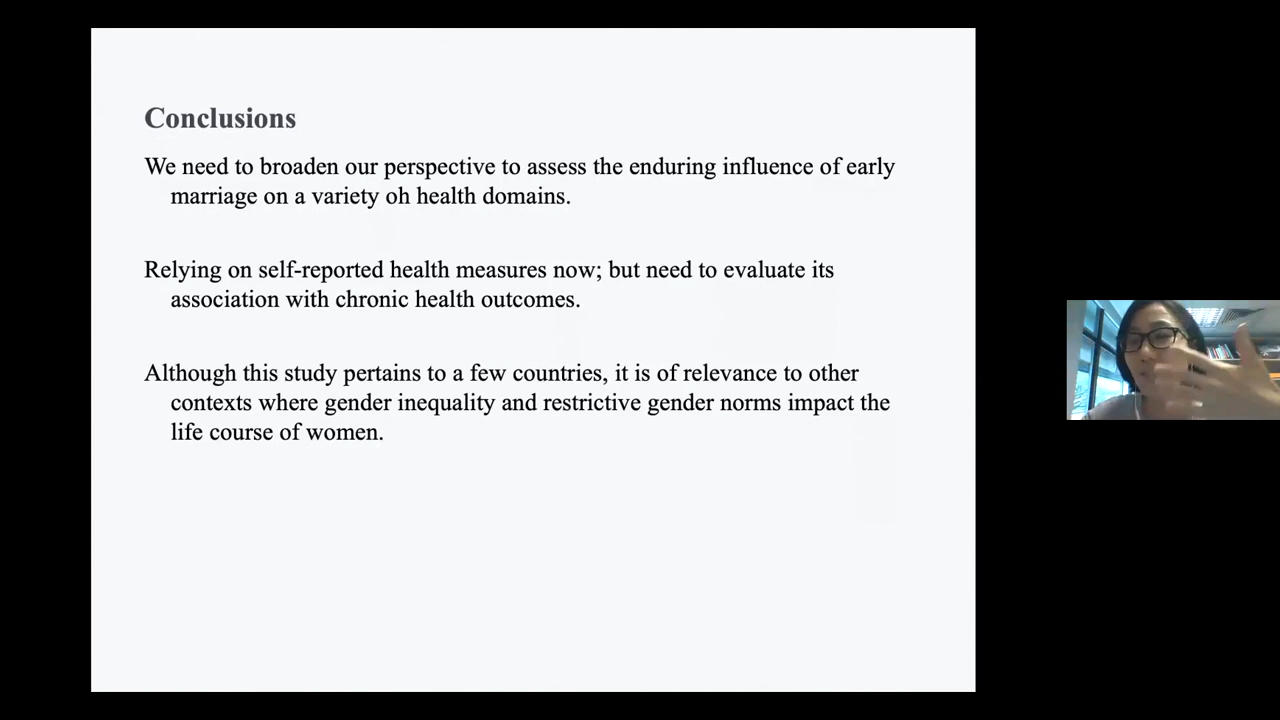 Conclusions
We need to broaden our perspective to assess the enduring influence of early
marriage on a variety oh health domains.
Relying on self-reported health measures now; but need to evaluate its
association with chronic health outcomes.
Although this study pertains to a few countries, it is of relevance to other
contexts where gender inequality and restrictive gender norms impact the
life course of women.